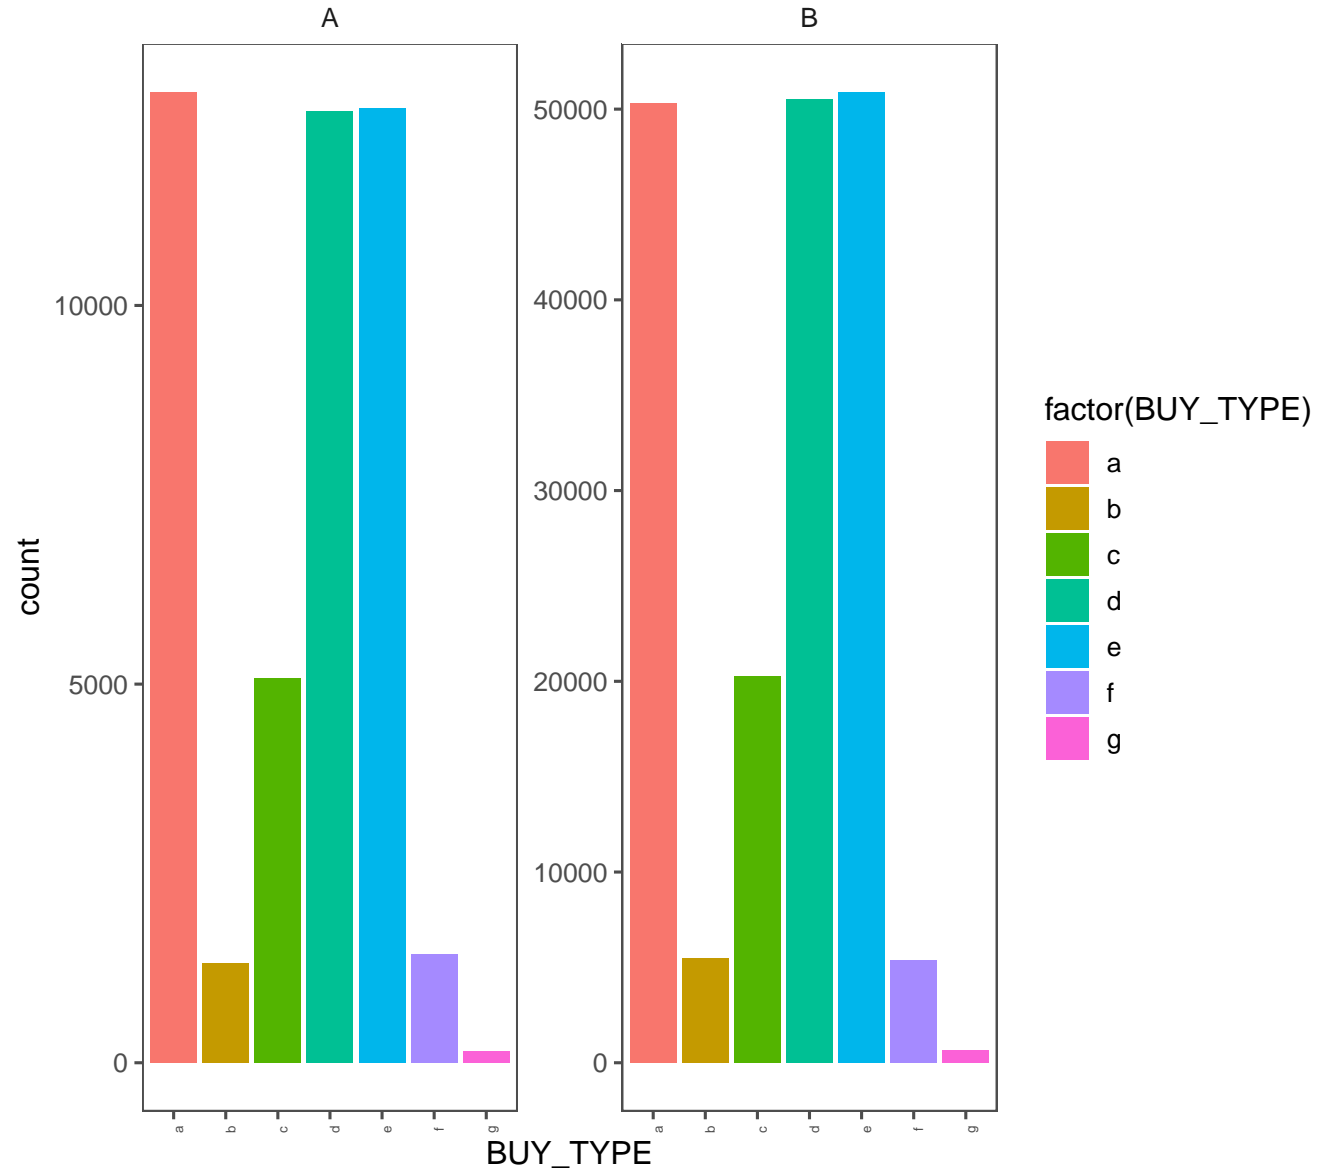 A
B
count
10000
5000
0
50000
40000
30000
20000
10000
0
a b c d e f g
a b c d e f g
BUY_TYPE
factor(BUY_TYPE)
a
b
c
d
e
f
g